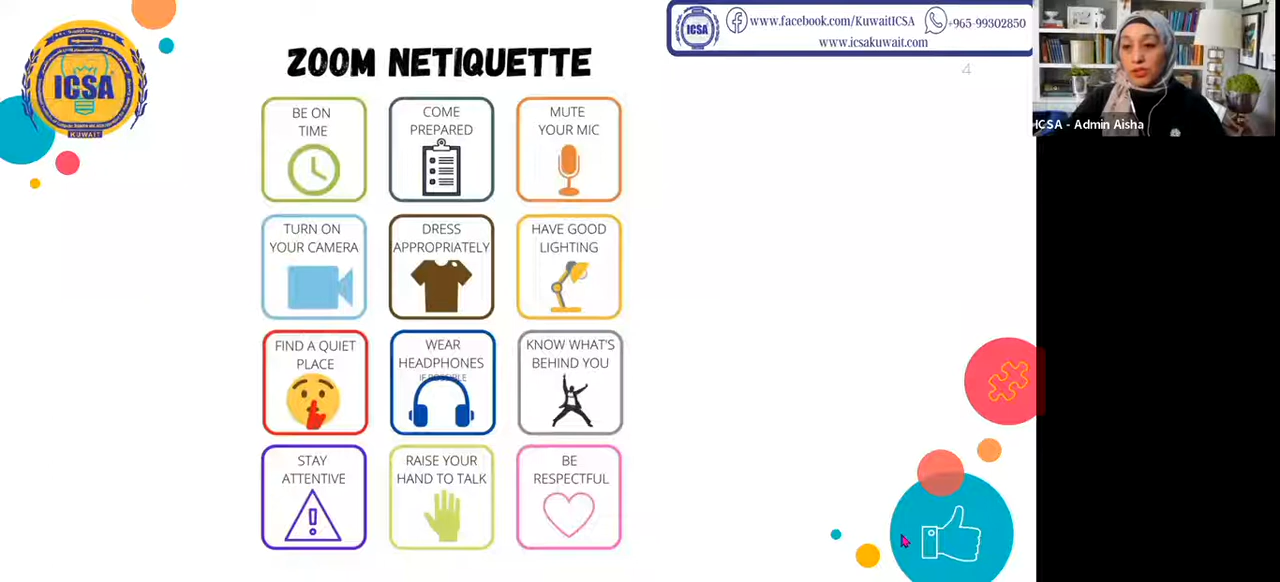 ICSA
KUWAIT
ZOOM NETIQUETTE
BE ON
TIME
COME
PREPARED
MUTE
YOUR MIC
TURN ON
YOUR CAMERA
DRESS
APPROPRIATELY
HAVE GOOD
LIGHTING
FIND A QUIET
PLACE
WEAR
HEADPHONES
IF POSSIBLE
KNOW WHAT'S
BEHIND YOU
STAY
ATTENTIVE
RAISE YOUR
HAND TO TALK
BE
RESPECTFUL
ICSA
www.facebook.com/KuwaitICSA
+965-99302850
www.icsakuwait.com
4
ICSA - Admin Aisha